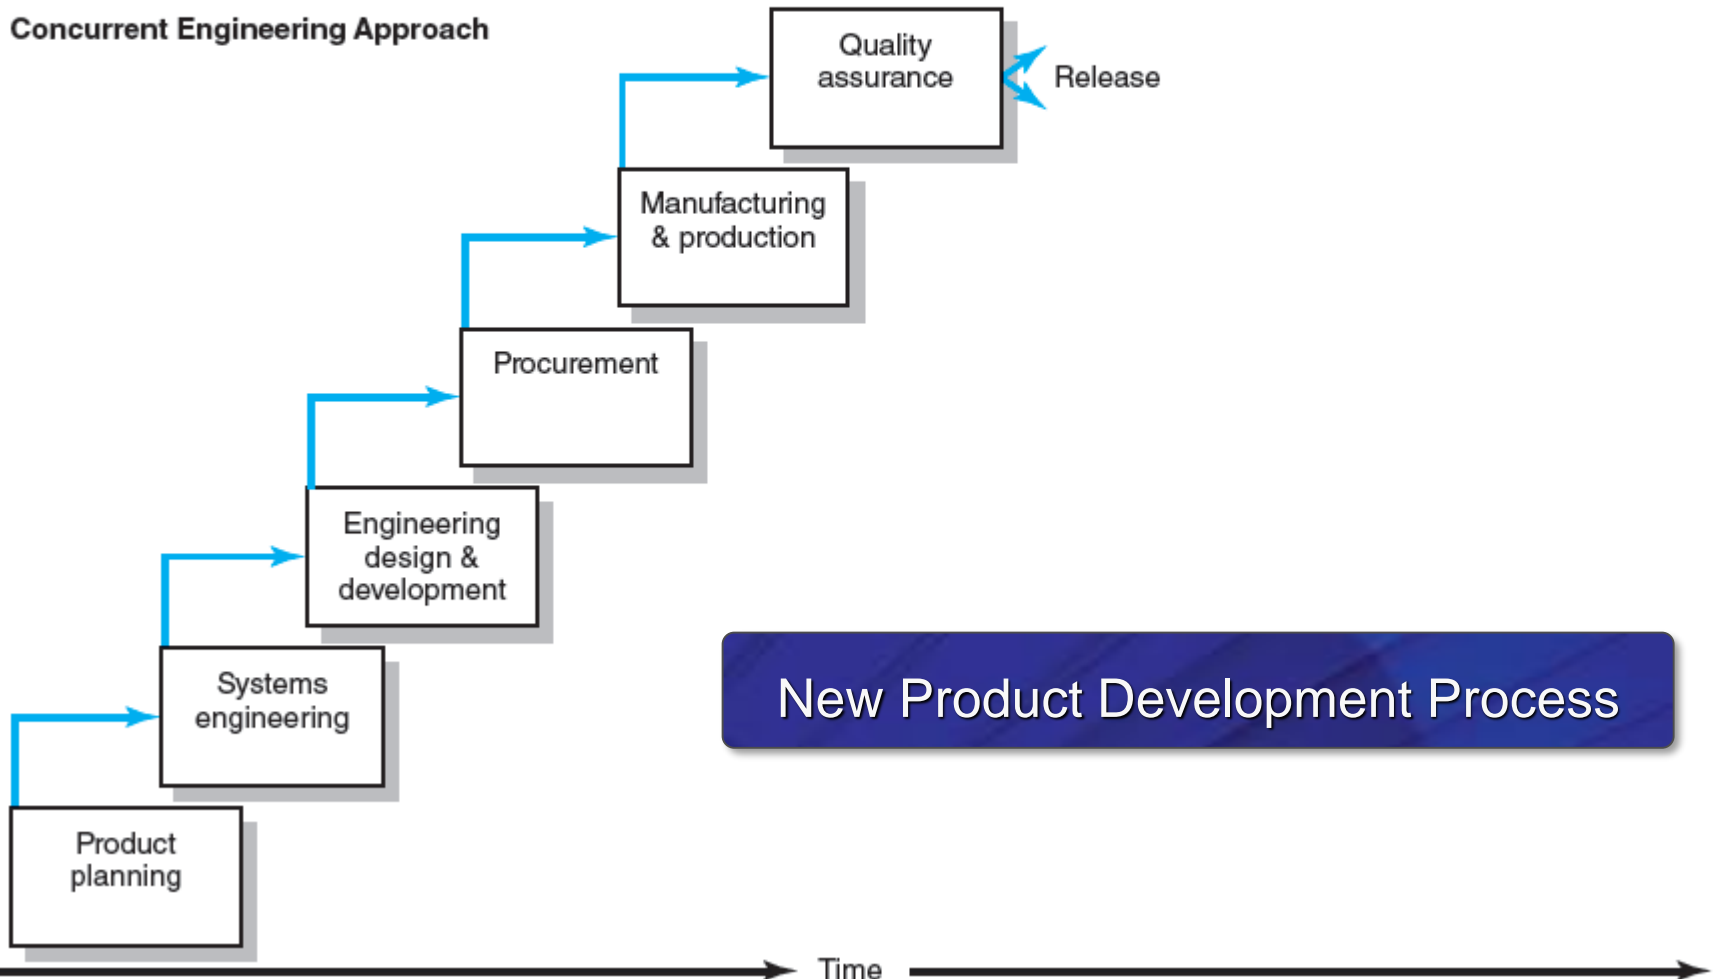 Concurrent Engineering Approach
Quality
assurance
Release
Manufacturing
& production
Procurement
Engineering
design &
development
Systems
engineering
New Product Development Process
Product
planning
Time